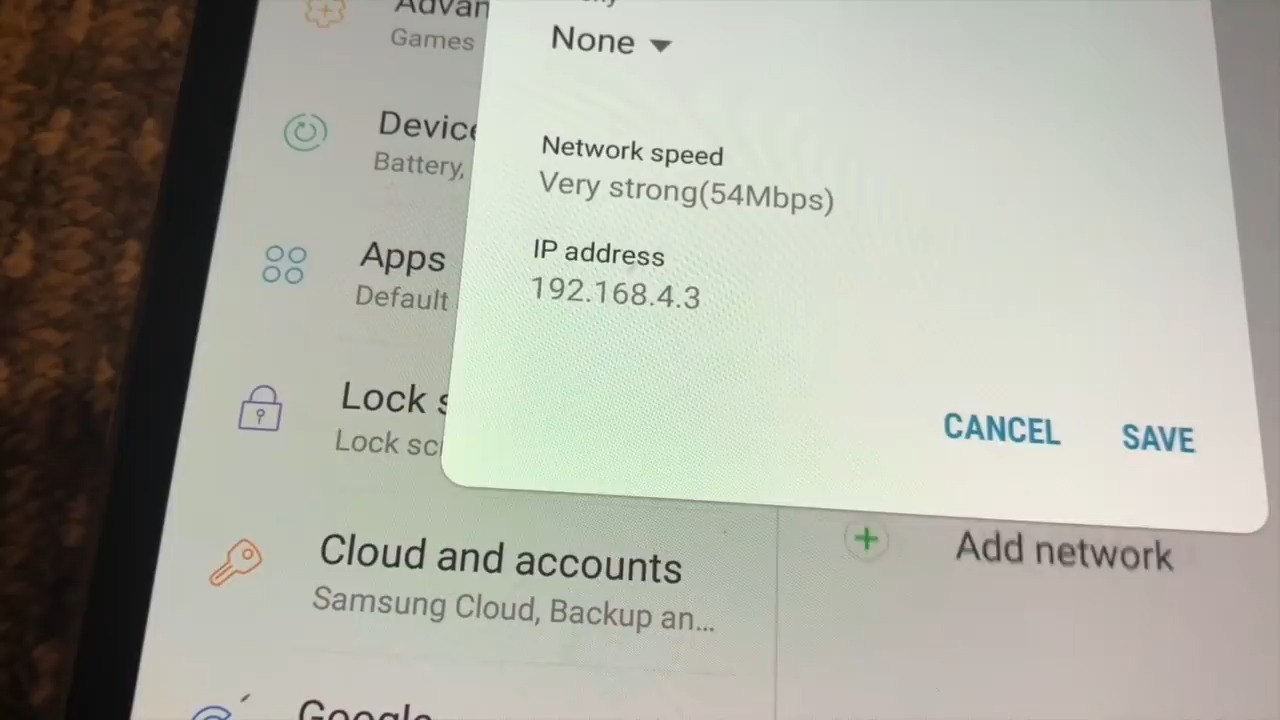 Advan
Games
None
Device
Battery,
Network speed
Very strong(54Mbps)
Apps
Default
IP address
192.168.4.3
Lock s
Lock sc
CANCEL SAVE
Cloud and accounts
Samsung Cloud, Backup an...
Add network
Google